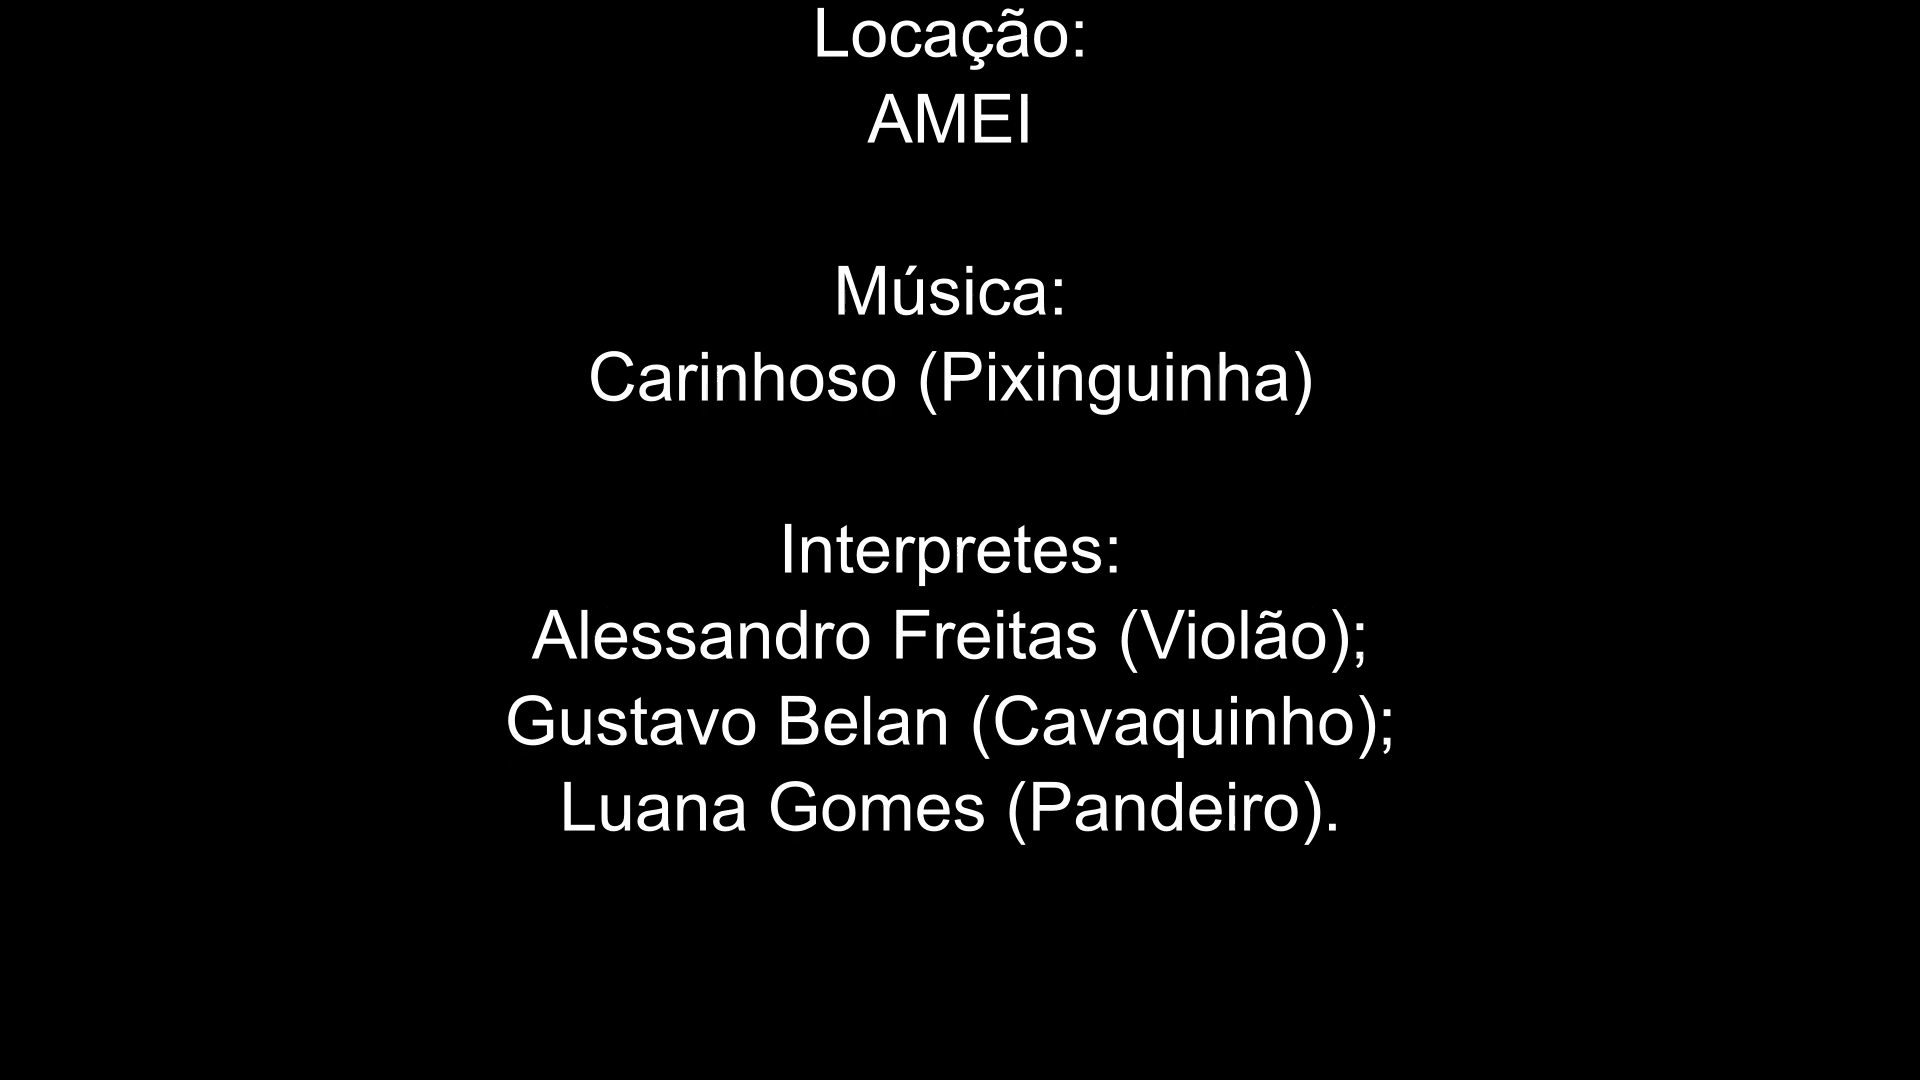 Locação:
AMEI
Música:
Carinhoso (Pixinguinha)
Interpretes:
Alessandro Freitas (Violão);
Gustavo Belan (Cavaquinho);
Luana Gomes (Pandeiro).